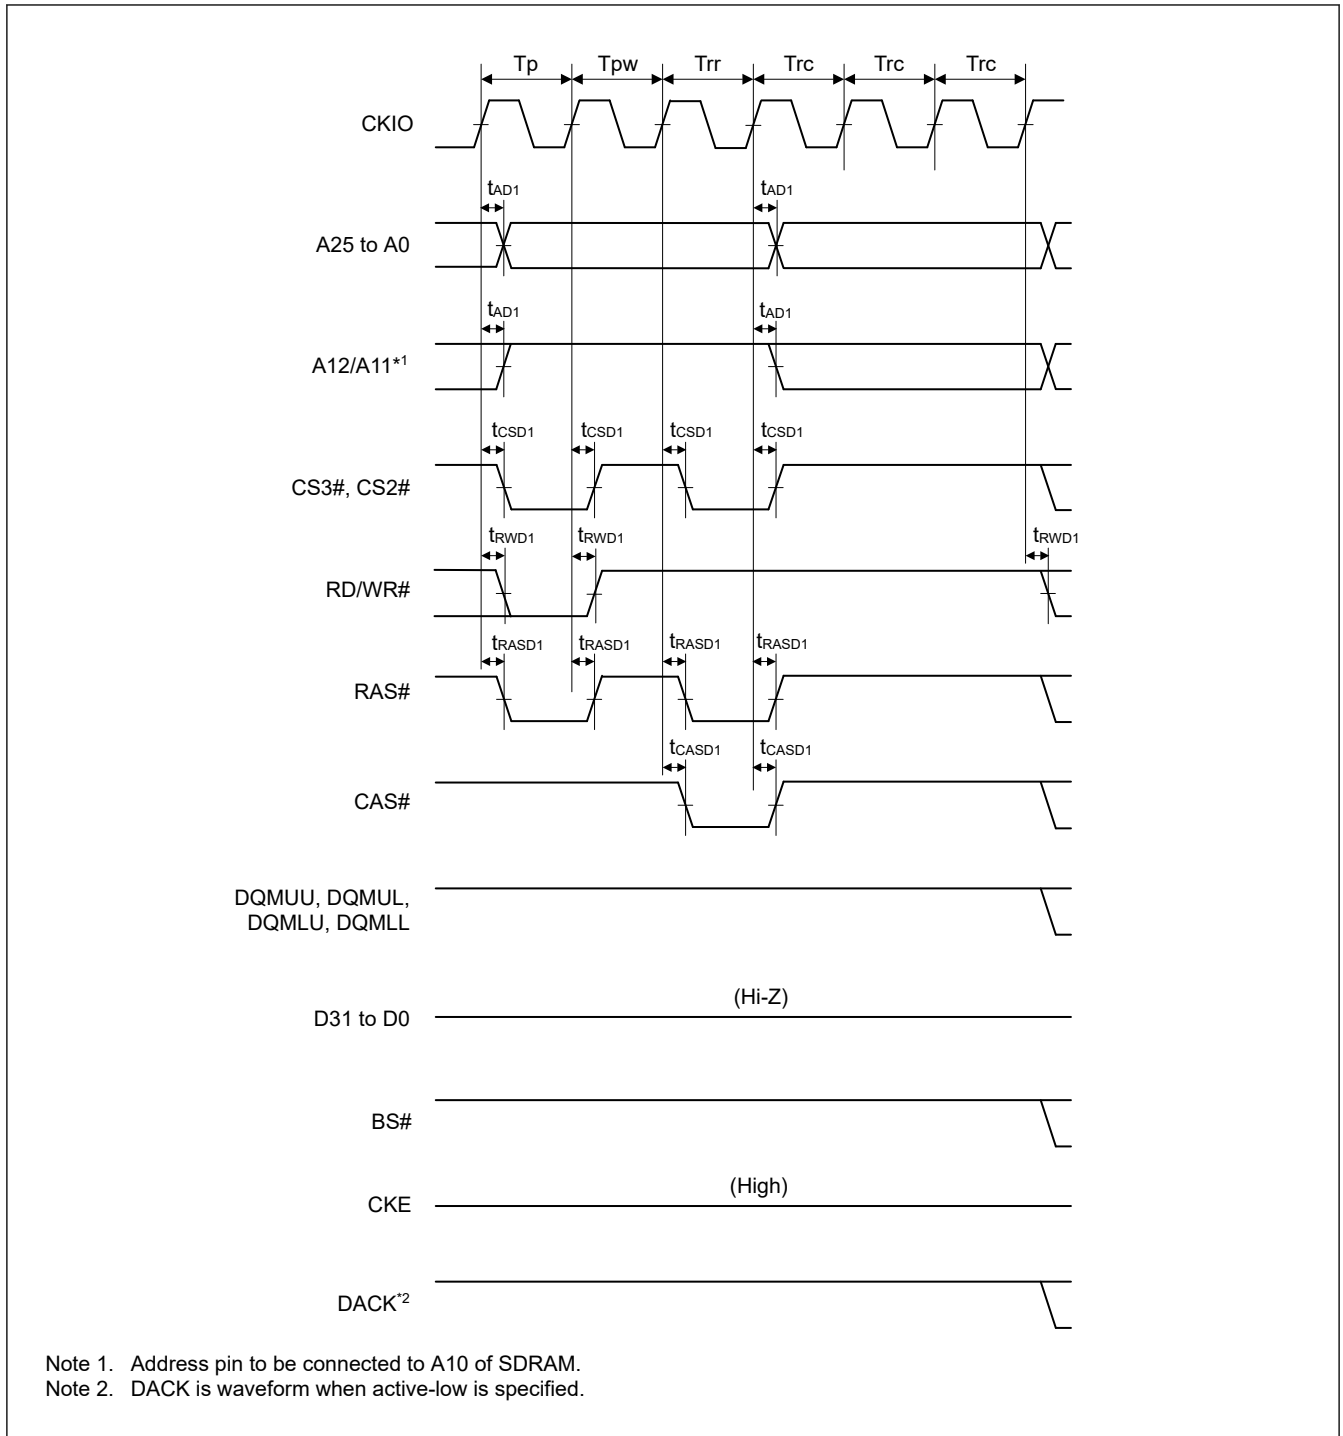 Tp Tpw Trr Trc Trc Trc
CKIO
tAD1 tAD1
A25 to A0
tAD1 tAD1
A12/A11*1
tCSD1 tCSD1 tCSD1 tCSD1
CS3#, CS2#
tRWD1 tRWD1 tRWD1
RD/WR#
tRASD1 tRASD1 tRASD1 tRASD1
RAS#
tCASD1 tCASD1
CAS#
DQMUU, DQMUL,
DQMLU, DQMLL
(Hi-Z)
D31 to D0
BS#
(High)
CKE
DACK*2
Note 1. Address pin to be connected to A10 of SDRAM.
Note 2. DACK is waveform when active-low is specified.